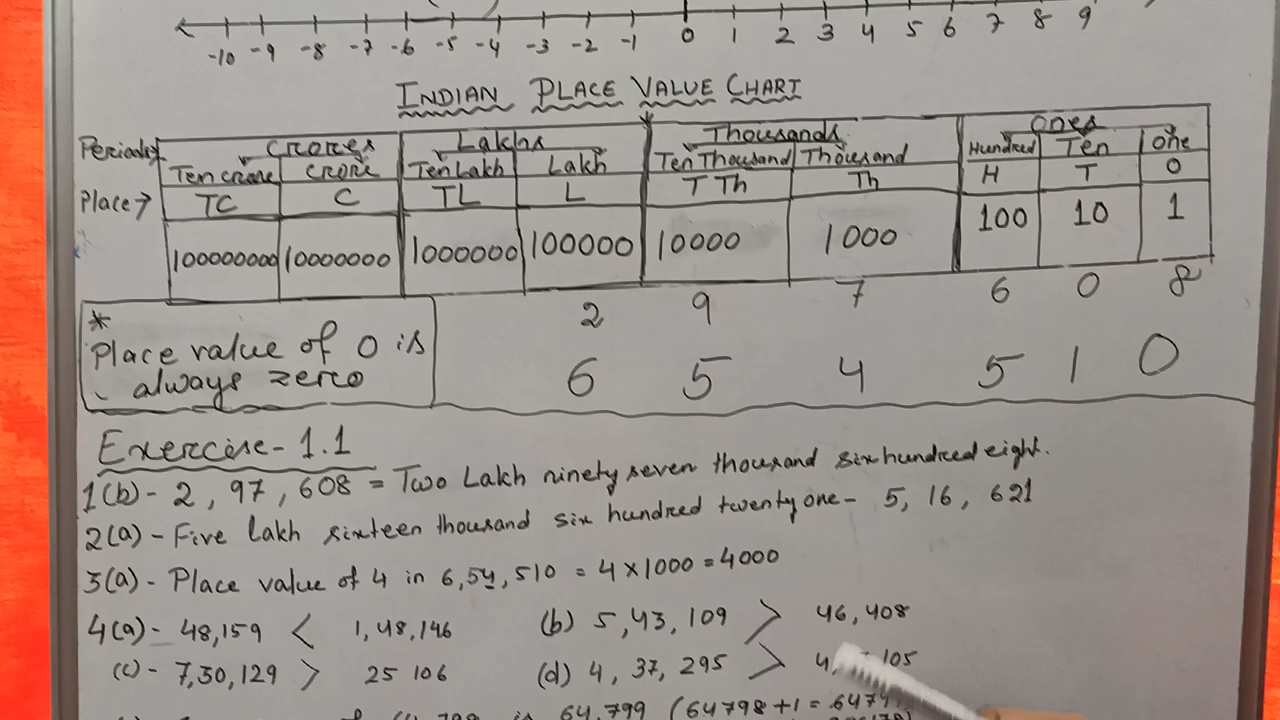 -10 -9 -8 -7 -6 -5 -4 -3 -2 -1 0 1 2 3 4 5 6 7 8 9
INDIAN PLACE VALUE CHART
Periods→ Crores Lakhs Thousands Ones
Ten crore crore Ten Lakh Lakh Ten Thousand Thousand Hundred Ten One
Place→ TC C TL L T Th Th H T O
100000000 10000000 1000000 100000 10000 1000 100 10 1
2 9 7 6 0 8
* Place value of 0 is
always zero
6 5 4 5 1 0
Exercise-1.1
1(b)- 2, 97, 608 = Two Lakh ninety seven thousand six hundred eight.
2(a)- Five lakh sixteen thousand six hundred twenty one- 5, 16, 621
3(a)- Place value of 4 in 6,54,510 = 4×1000=4000
4(a)- 48,159 < 1,48,146 (b) 5,43,109 > 46,408
(c)- 7,30,129 > 25 106 (d) 4, 37, 295 > 105
is 64,799 (64798+1 =